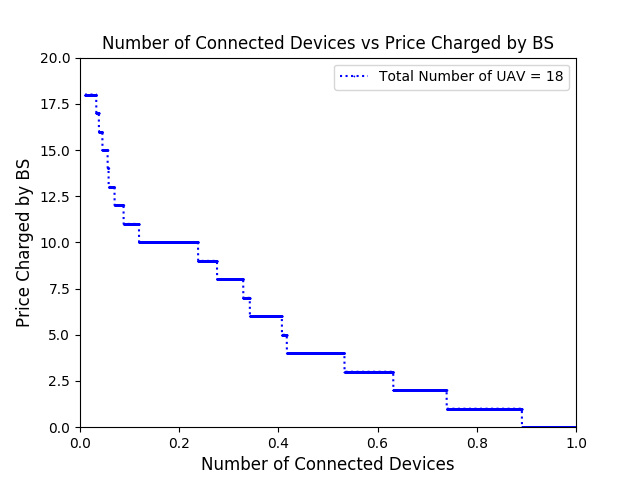 Number of Connected Devices vs Price Charged by BS
Total Number of UAV = 18
20.0
17.5
15.0
12.5
10.0
7.5
5.0
2.5
0.0
Price Charged by BS
0.0 0.2 0.4 0.6 0.8 1.0
Number of Connected Devices